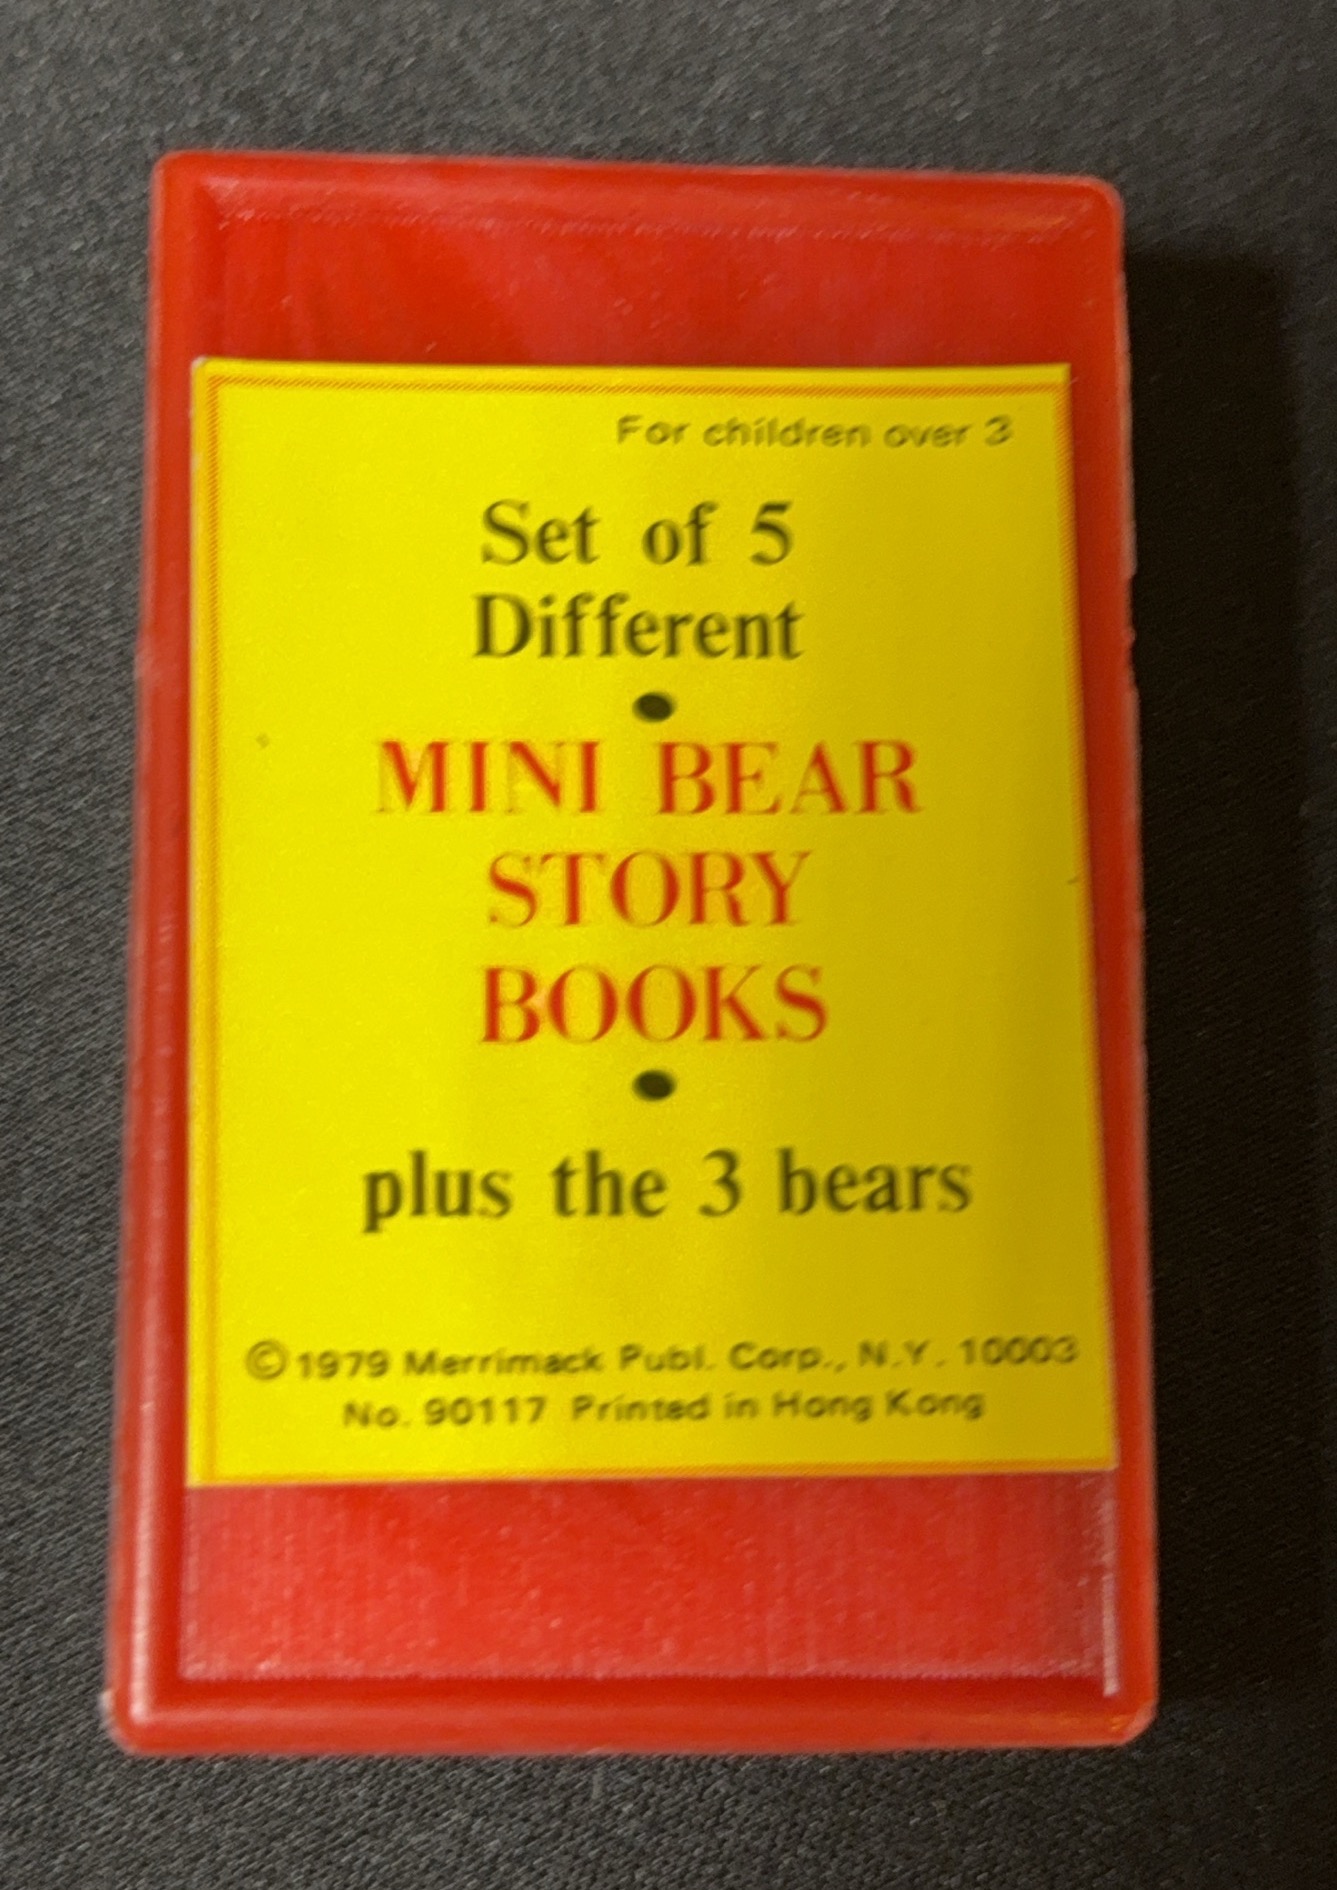 For children over 3
Set of 5
Different
•
MINI BEAR
STORY
BOOKS
•
plus the 3 bears
©1979 Merrimack Publ. Corp., N.Y. 10003
No. 90117 Printed in Hong Kong